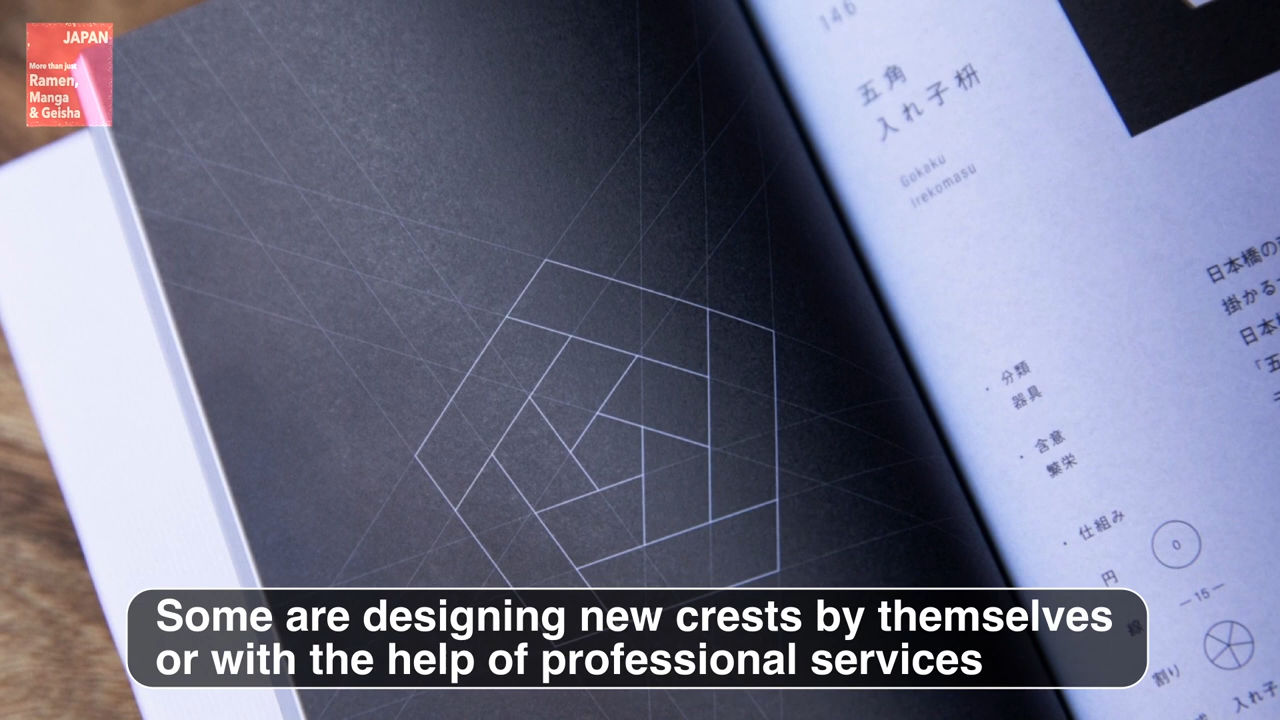 JAPAN
More than just
Ramen,
Manga
& Geisha
146
五角
入れ子枡
Gokaku
Irekomasu
日本橋の
掛かる
日本
「五
・分類
器具
・含意
繁栄
・仕組み
円
0
線
— 15 —
割り
入れ子
Some are designing new crests by themselves
or with the help of professional services